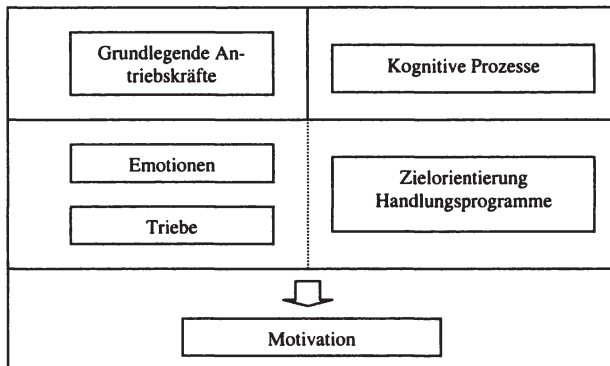 Grundlegende An-
triebskräfte
Kognitive Prozesse
Emotionen
Triebe
Zielorientierung
Handlungsprogramme
Motivation